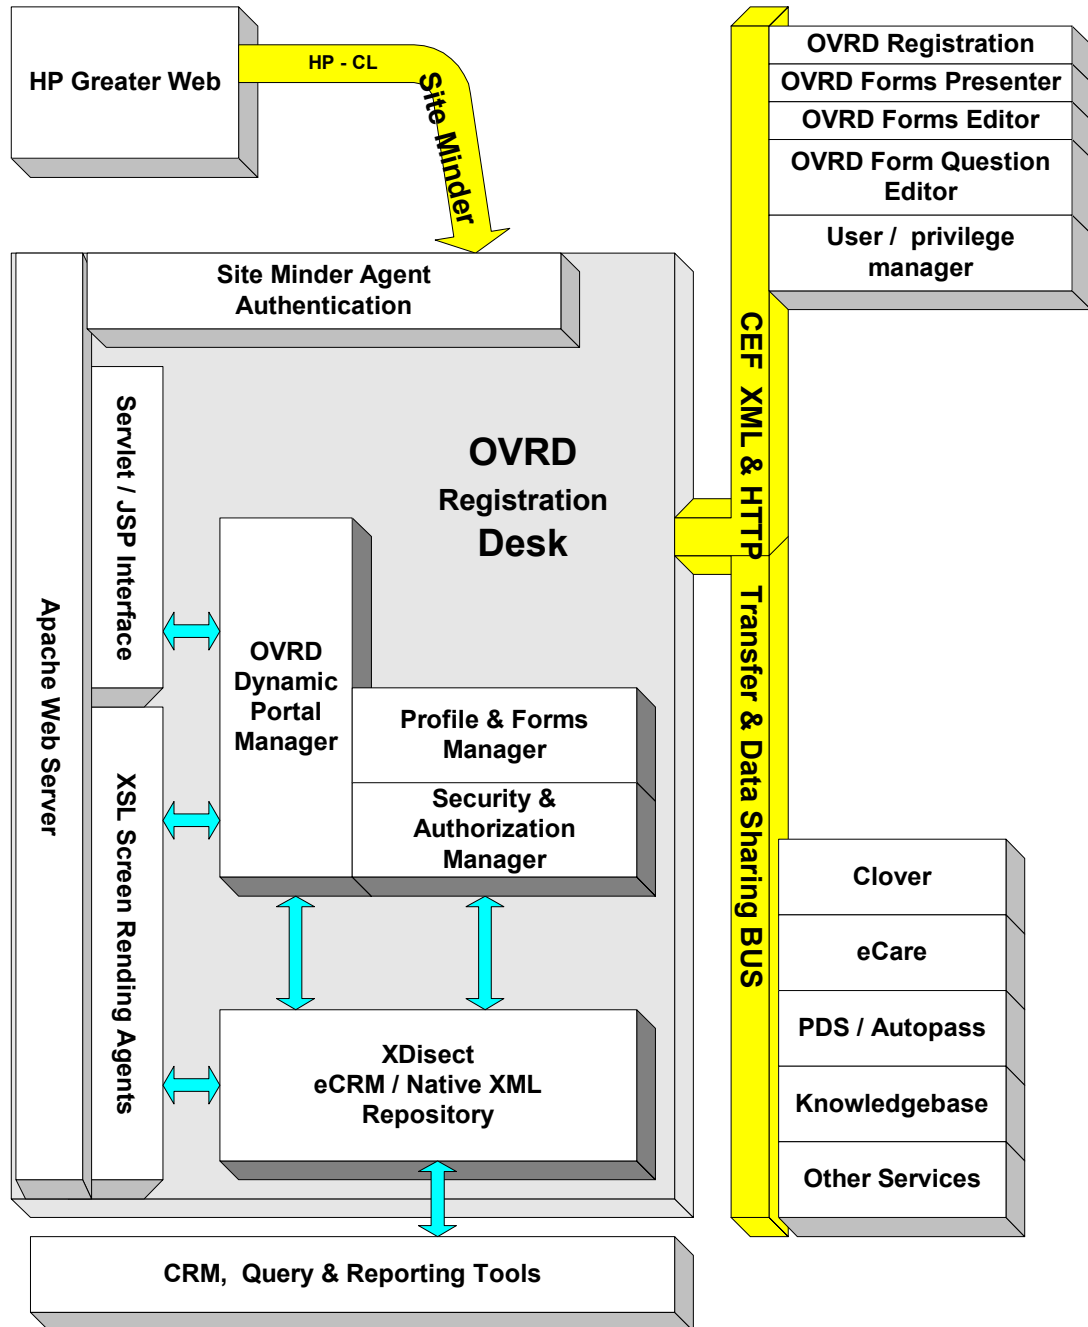 HP Greater Web
HP - CL
Site Minder
OVRD Registration
OVRD Forms Presenter
OVRD Forms Editor
OVRD Form Question
Editor
User /  privilege
manager
Site Minder Agent
Authentication
CEF  XML & HTTP  Transfer & Data Sharing BUS
OVRD
Registration
Desk
Apache Web Server
Servlet / JSP Interface
XSL Screen Rending Agents
OVRD
Dynamic
Portal
Manager
Profile & Forms
Manager
Security &
Authorization
Manager
XDisect
eCRM / Native XML
Repository
Clover
eCare
PDS / Autopass
Knowledgebase
Other Services
CRM,  Query & Reporting Tools